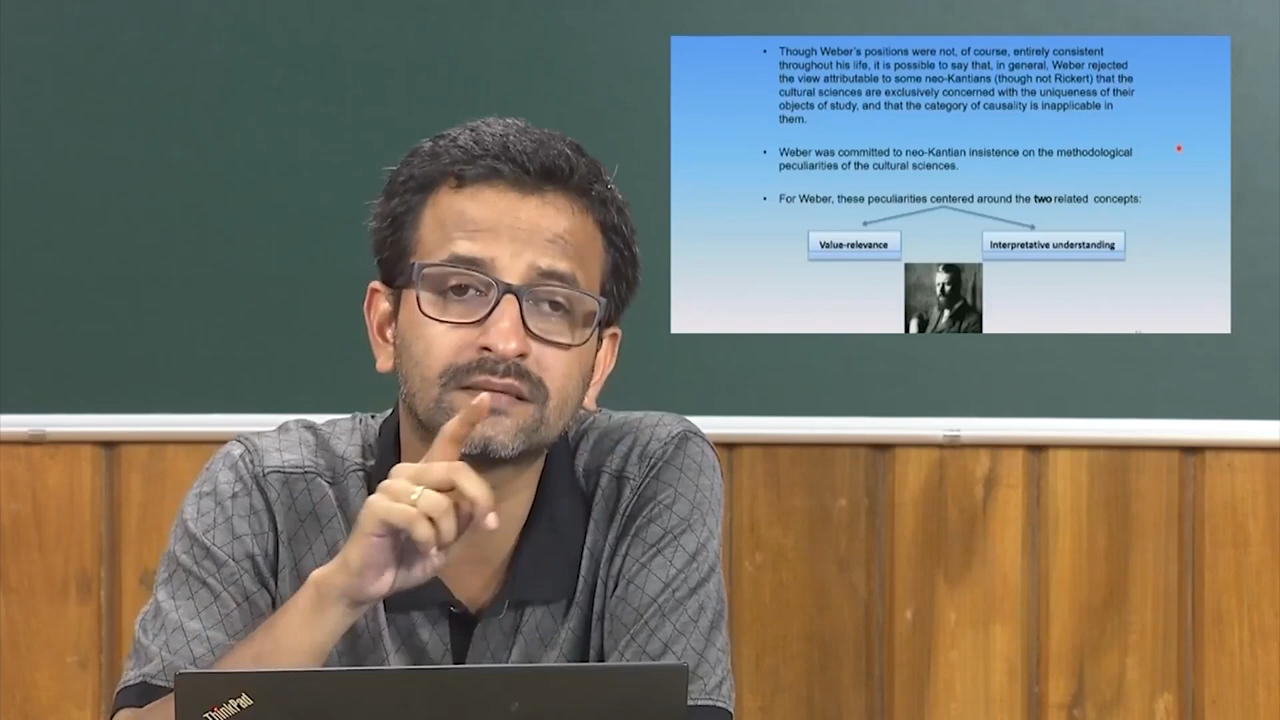 • Though Weber's positions were not, of course, entirely consistent
throughout his life, it is possible to say that, in general, Weber rejected
the view attributable to some neo-Kantians (though not Rickert) that the
cultural sciences are exclusively concerned with the uniqueness of their
objects of study, and that the category of causality is inapplicable in
them.
• Weber was committed to neo-Kantian insistence on the methodological
peculiarities of the cultural sciences.
• For Weber, these peculiarities centered around the two related concepts:
Value-relevance
Interpretative understanding
ThinkPad